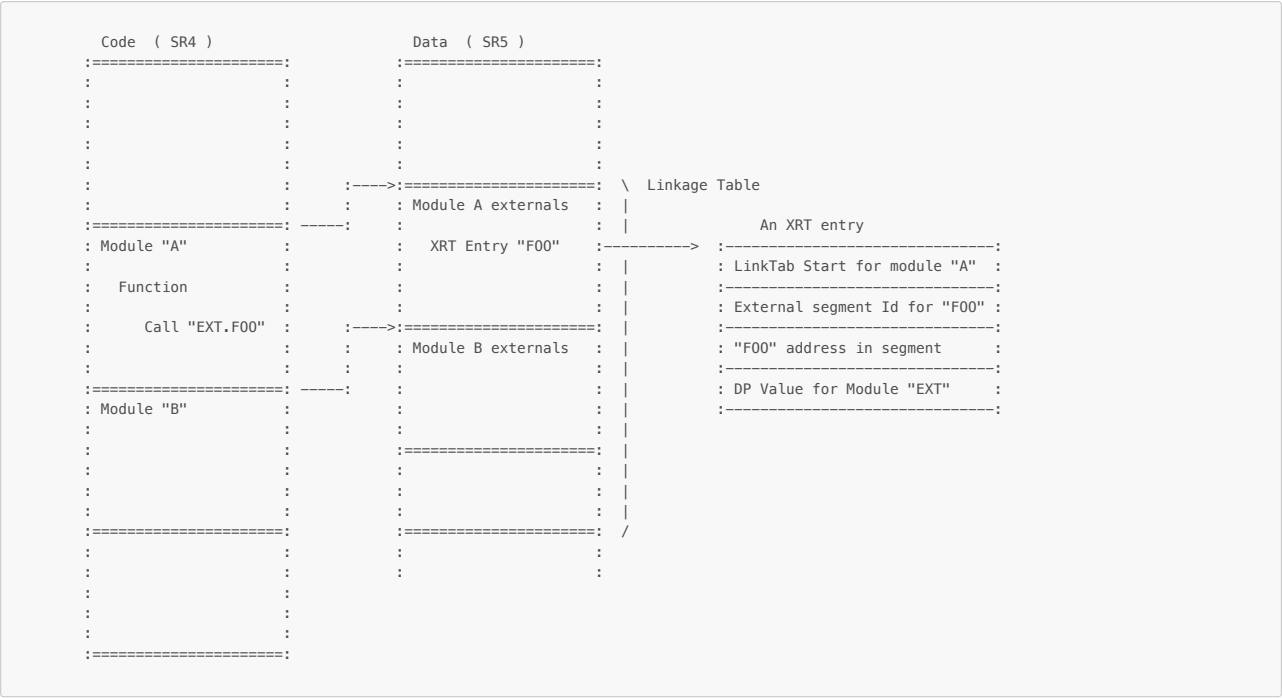 Code ( SR4 ) Data ( SR5 )
\ Linkage Table
Module A externals
An XRT entry
Module "A" XRT Entry "FOO"
LinkTab Start for module "A"
Function
External segment Id for "FOO"
Call "EXT.FOO"
Module B externals "FOO" address in segment
DP Value for Module "EXT"
Module "B"